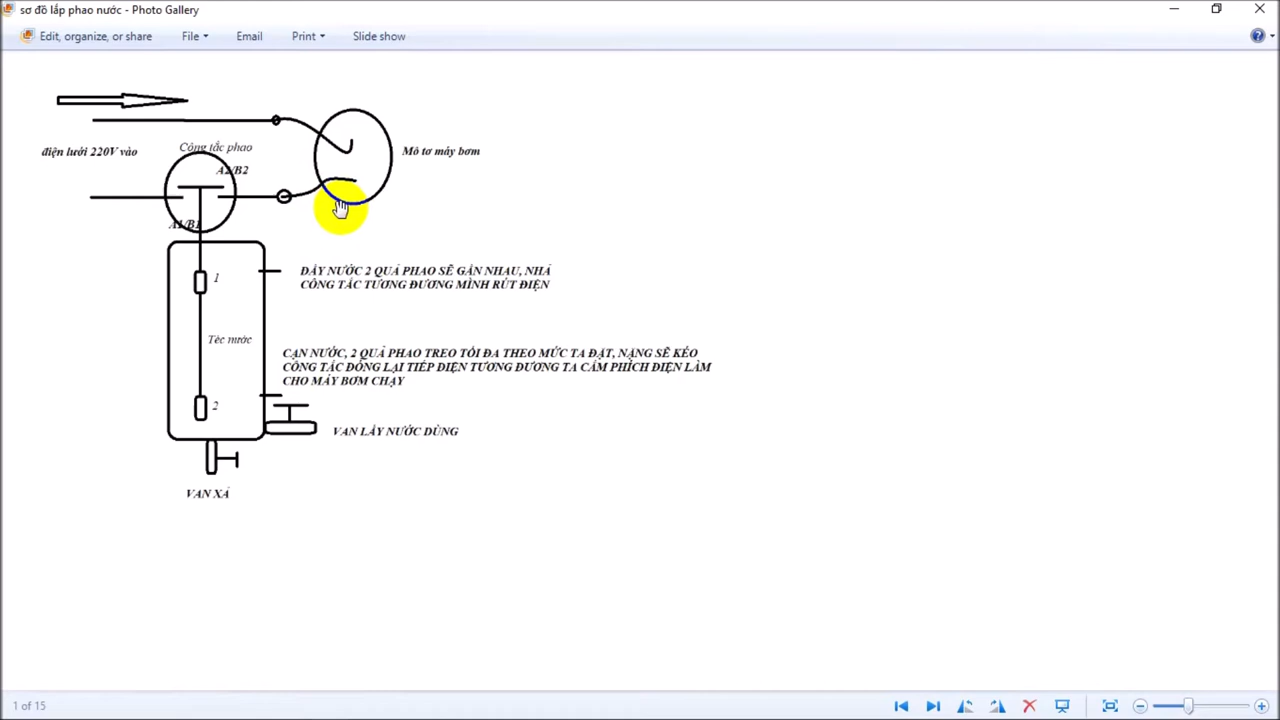 sơ đồ lắp phao nước - Photo Gallery
Edit, organize, or share File Email Print Slide show
điện lưới 220V vào
Công tắc phao
A2/B2
Mô tơ máy bơm
A1/B1
1
ĐẦY NƯỚC 2 QUẢ PHAO SẼ GẦN NHAU, NHẢ
CÔNG TẮC TƯƠNG ĐƯƠNG MÌNH RÚT ĐIỆN
Téc nước
CẠN NƯỚC, 2 QUẢ PHAO TREO TỐI ĐA THEO MỨC TA ĐẶT, NẶNG SẼ KÉO
CÔNG TẮC ĐÓNG LẠI TIẾP ĐIỆN TƯƠNG ĐƯƠNG TA CẮM PHÍCH ĐIỆN LÀM
CHO MÁY BƠM CHẠY
2
VAN LẤY NƯỚC DÙNG
VAN XẢ
1 of 15